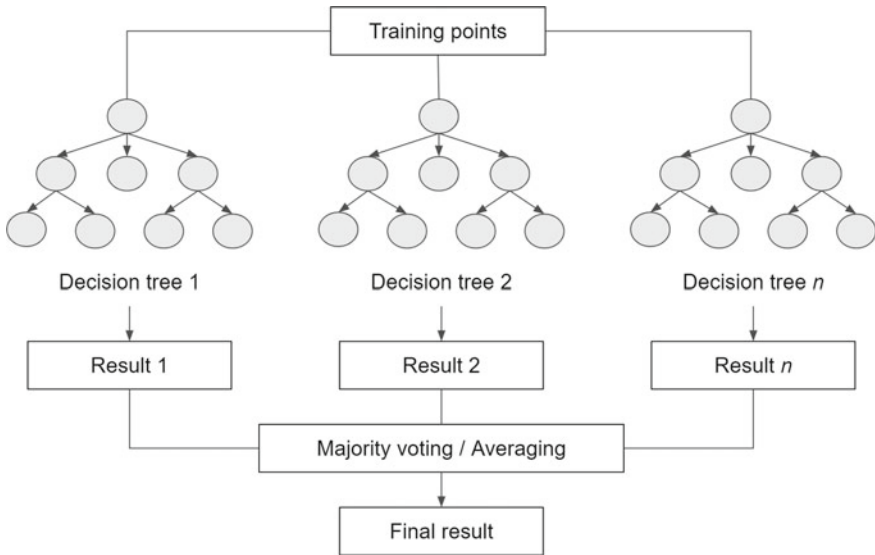 Training points
Decision tree 1
Decision tree 2
Decision tree n
Result 1
Result 2
Result n
Majority voting / Averaging
Final result